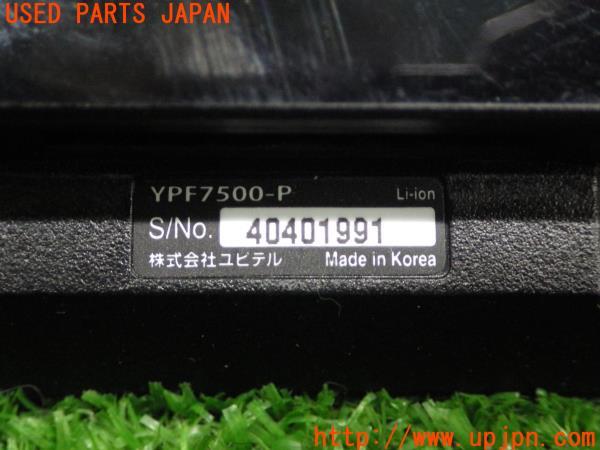 USED PARTS JAPAN
YPF7500-P Li-ion
S/No. 40401991
株式会社ユピテル Made in Korea
http://www.upjpn.com